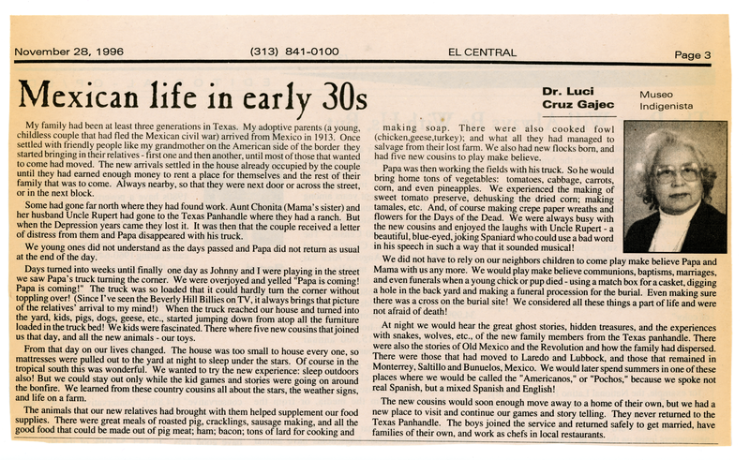 November 28, 1996
(313) 841-0100
EL CENTRAL
Page 3
Mexican life in early 30s
Dr. Luci
Cruz Gajec
Museo
Indigenista
My family had been at least three generations in Texas. My adoptive parents (a young,
childless couple that had fled the Mexican civil war) arrived from Mexico in 1913. Once
settled with friendly people like my grandmother on the American side of the border they
started bringing in their relatives - first one and then another, until most of those that wanted
to come had moved. The new arrivals settled in the house already occupied by the couple
until they had earned enough money to rent a place for themselves and the rest of their
family that was to come. Always nearby, so that they were next door or across the street,
or in the next block.
Some had gone far north where they had found work. Aunt Chonita (Mama's sister) and
her husband Uncle Rupert had gone to the Texas Panhandle where they had a ranch. But
when the Depression years came they lost it. It was then that the couple received a letter
of distress from them and Papa disappeared with his truck.
We young ones did not understand as the days passed and Papa did not return as usual
at the end of the day.
Days turned into weeks until finally one day as Johnny and I were playing in the street
we saw Papa's truck turning the corner. We were overjoyed and yelled "Papa is coming!
Papa is coming!" The truck was so loaded that it could hardly turn the corner without
toppling over! (Since I've seen the Beverly Hill Billies on TV, it always brings that picture
of the relatives' arrival to my mind!) When the truck reached our house and turned into
the yard, kids, pigs, dogs, geese, etc., started jumping down from atop all the furniture
loaded in the truck bed! We kids were fascinated. There where five new cousins that joined
us that day, and all the new animals - our toys.
From that day on our lives changed. The house was too small to house every one, so
mattresses were pulled out to the yard at night to sleep under the stars. Of course in the
tropical south this was wonderful. We wanted to try the new experience: sleep outdoors
also! But we could stay out only while the kid games and stories were going on around
the bonfire. We learned from these country cousins all about the stars, the weather signs,
and life on a farm.
The animals that our new relatives had brought with them helped supplement our food
supplies. There were great meals of roasted pig, cracklings, sausage making, and all the
good food that could be made out of pig meat; ham; bacon; tons of lard for cooking and
making soap. There were also cooked fowl
(chicken,geese,turkey); and what all they had managed to
salvage from their lost farm. We also had new flocks born, and
had five new cousins to play make believe.
Papa was then working the fields with his truck. So he would
bring home tons of vegetables: tomatoes, cabbage, carrots,
corn, and even pineapples. We experienced the making of
sweet tomato preserve, dehusking the dried corn; making
tamales, etc. And, of course making crepe paper wreaths and
flowers for the Days of the Dead. We were always busy with
the new cousins and enjoyed the laughs with Uncle Rupert - a
beautiful, blue-eyed, joking Spaniard who could use a bad word
in his speech in such a way that it sounded musical!
We did not have to rely on our neighbors children to come play make believe Papa and
Mama with us any more. We would play make believe communions, baptisms, marriages,
and even funerals when a young chick or pup died - using a match box for a casket, digging
a hole in the back yard and making a funeral procession for the burial. Even making sure
there was a cross on the burial site! We considered all these things a part of life and were
not afraid of death!
At night we would hear the great ghost stories, hidden treasures, and the experiences
with snakes, wolves, etc., of the new family members from the Texas panhandle. There
were also the stories of Old Mexico and the Revolution and how the family had dispersed.
There were those that had moved to Laredo and Lubbock, and those that remained in
Monterrey, Saltillo and Bunuelos, Mexico. We would later spend summers in one of these
places where we would be called the "Americanos," or "Pochos," because we spoke not
real Spanish, but a mixed Spanish and English!
The new cousins would soon enough move away to a home of their own, but we had a
new place to visit and continue our games and story telling. They never returned to the
Texas Panhandle. The boys joined the service and returned safely to get married, have
families of their own, and work as chefs in local restaurants.